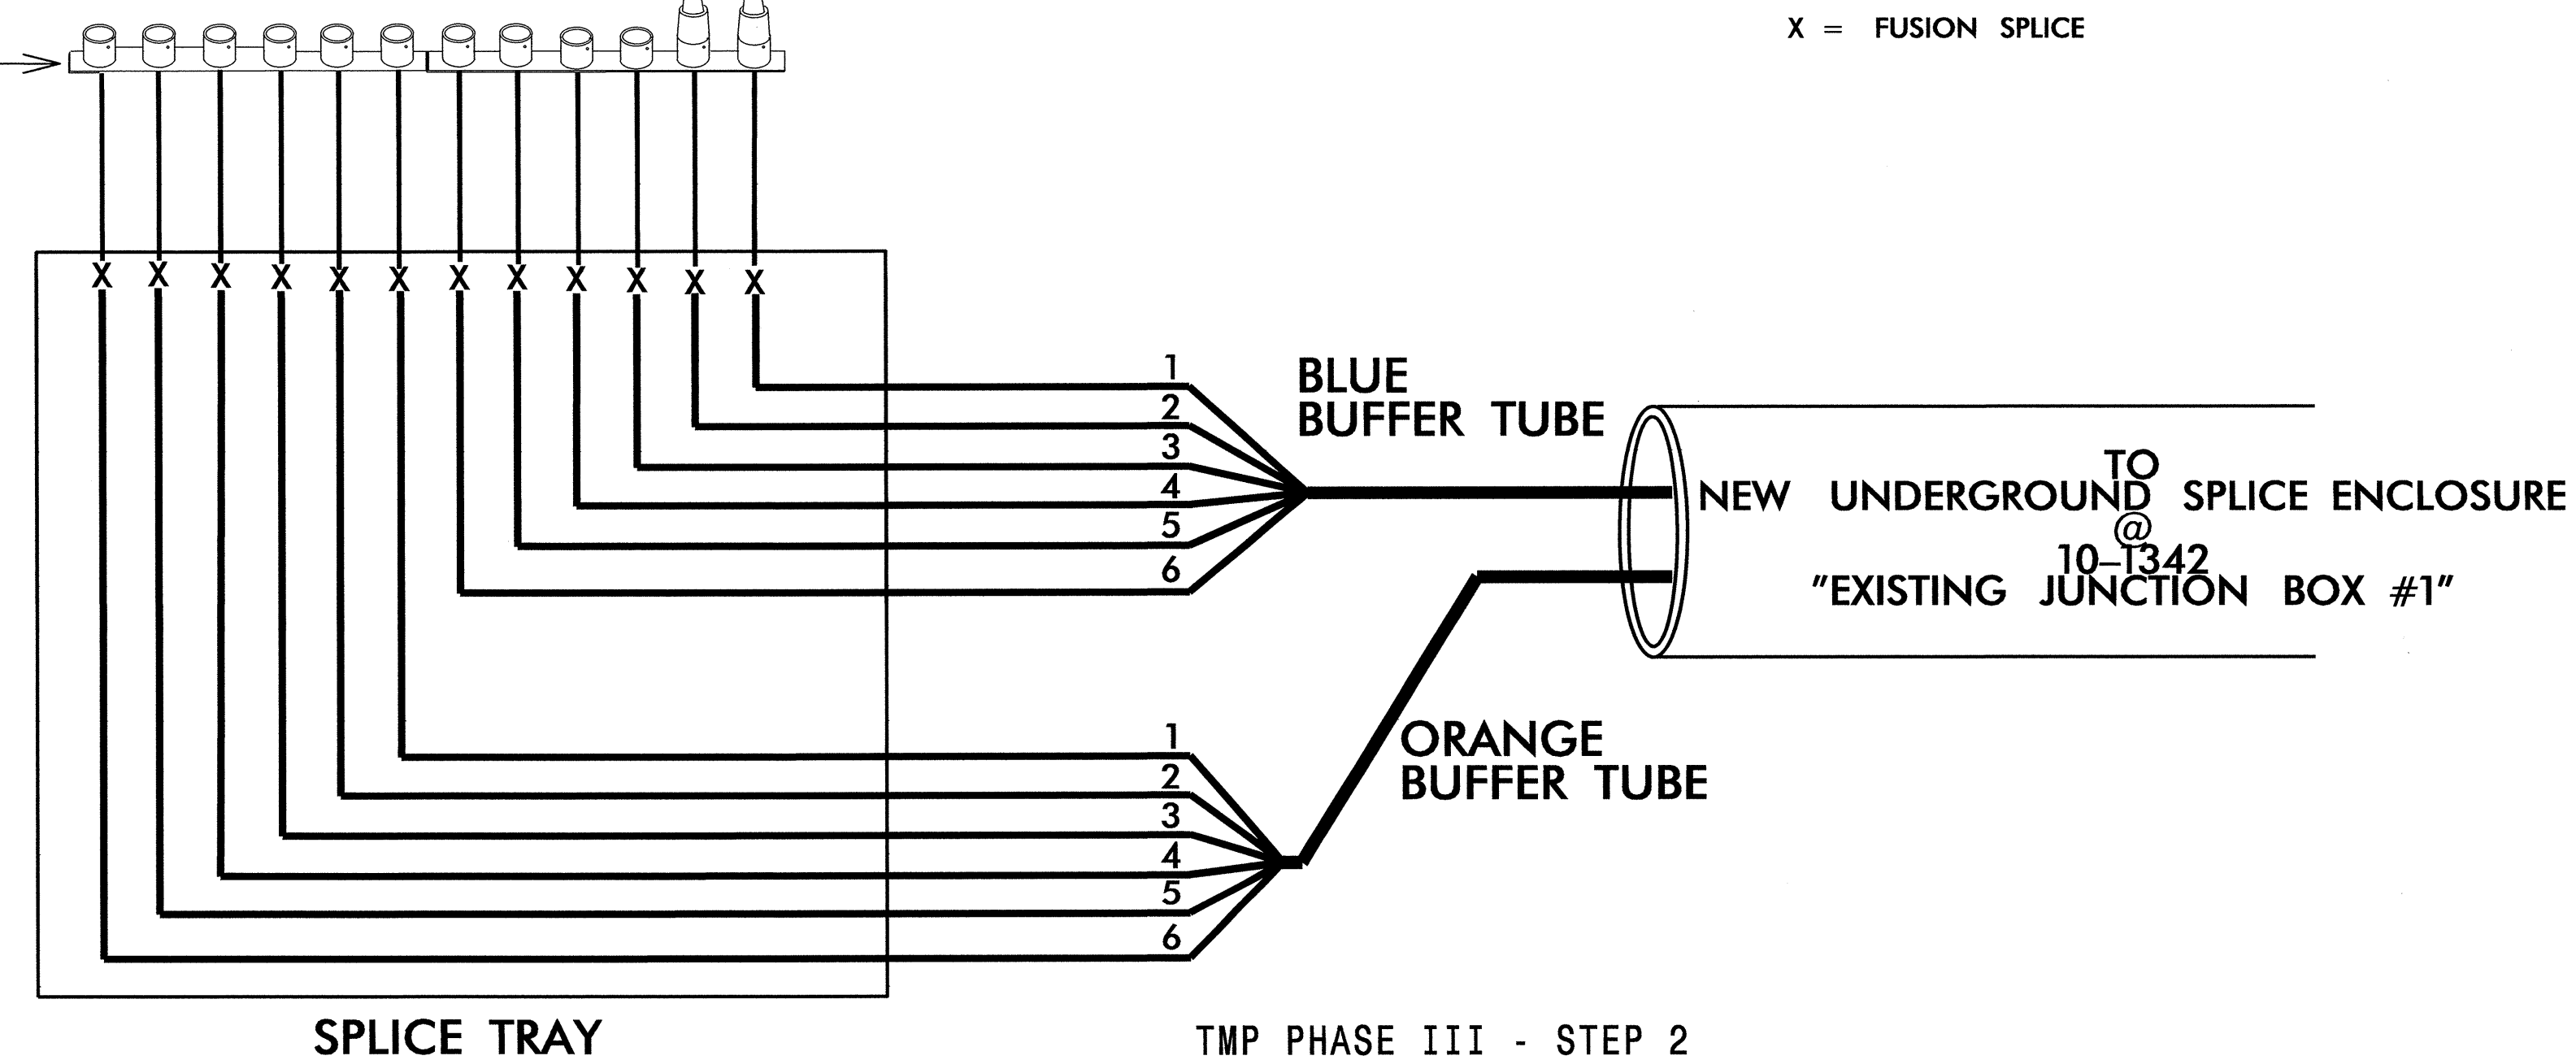 X = FUSION SPLICE
X X X X X X X X X X X X
1
2
3
4
5
6
BLUE
BUFFER TUBE
TO
NEW UNDERGROUND SPLICE ENCLOSURE
@
10-1342
"EXISTING JUNCTION BOX #1"
1
2
3
4
5
6
ORANGE
BUFFER TUBE
SPLICE TRAY
TMP PHASE III - STEP 2